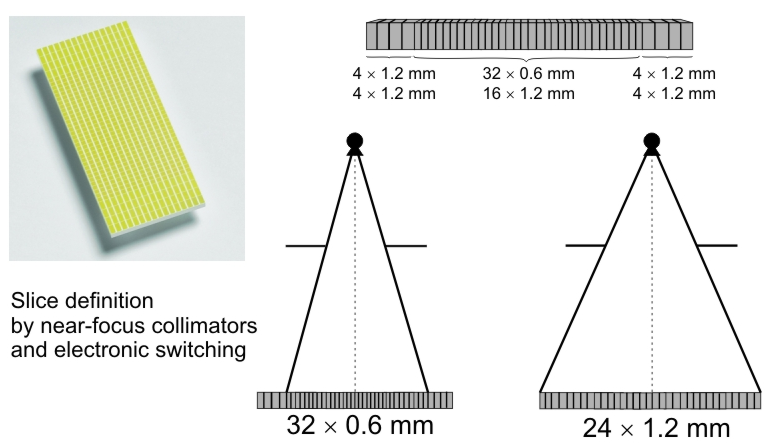 4 × 1.2 mm 32 × 0.6 mm 4 × 1.2 mm
4 × 1.2 mm 16 × 1.2 mm 4 × 1.2 mm
Slice definition
by near-focus collimators
and electronic switching
32 × 0.6 mm
24 × 1.2 mm